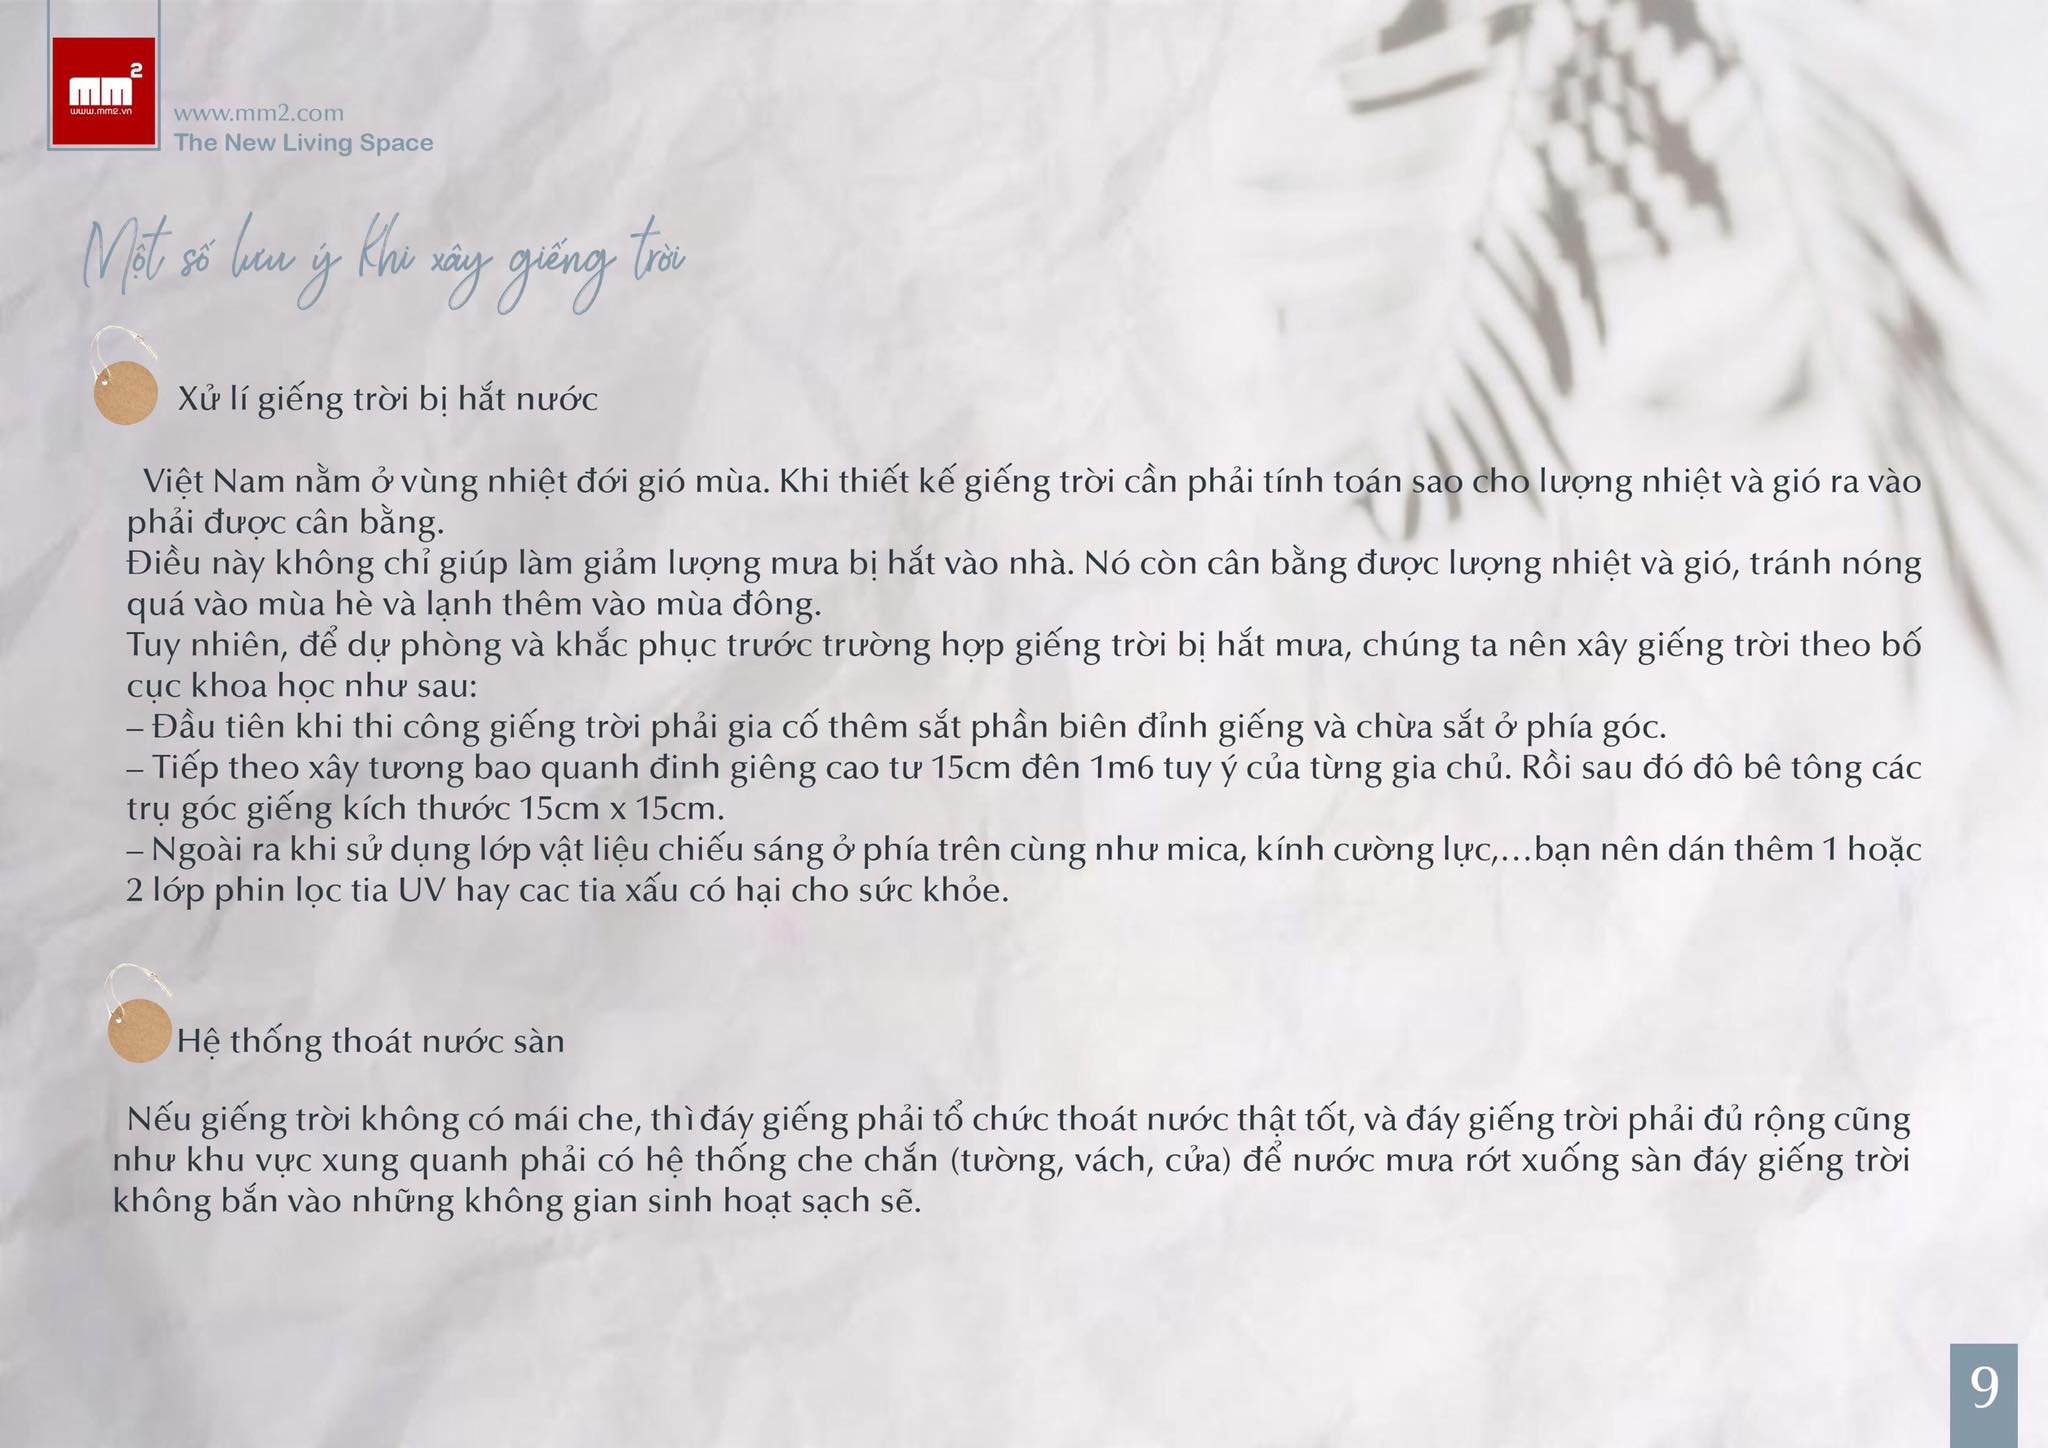 mm2
www.mm2.vn
www.mm2.com
The New Living Space
Một số lưu ý khi xây giếng trời
Xử lí giếng trời bị hắt nước
Việt Nam nằm ở vùng nhiệt đới gió mùa. Khi thiết kế giếng trời cần phải tính toán sao cho lượng nhiệt và gió ra vào
phải được cân bằng.
Điều này không chỉ giúp làm giảm lượng mưa bị hắt vào nhà. Nó còn cân bằng được lượng nhiệt và gió, tránh nóng
quá vào mùa hè và lạnh thêm vào mùa đông.
Tuy nhiên, để dự phòng và khắc phục trước trường hợp giếng trời bị hắt mưa, chúng ta nên xây giếng trời theo bố
cục khoa học như sau:
– Đầu tiên khi thi công giếng trời phải gia cố thêm sắt phần biên đỉnh giếng và chừa sắt ở phía góc.
– Tiếp theo xây tương bao quanh đinh giêng cao tư 15cm đên 1m6 tuy ý của từng gia chủ. Rồi sau đó đô bê tông các
trụ góc giếng kích thước 15cm x 15cm.
– Ngoài ra khi sử dụng lớp vật liệu chiếu sáng ở phía trên cùng như mica, kính cường lực,...bạn nên dán thêm 1 hoặc
2 lớp phin lọc tia UV hay cac tia xấu có hại cho sức khỏe.
Hệ thống thoát nước sàn
Nếu giếng trời không có mái che, thì đáy giếng phải tổ chức thoát nước thật tốt, và đáy giếng trời phải đủ rộng cũng
như khu vực xung quanh phải có hệ thống che chắn (tường, vách, cửa) để nước mưa rớt xuống sàn đáy giếng trời
không bắn vào những không gian sinh hoạt sạch sẽ.
9